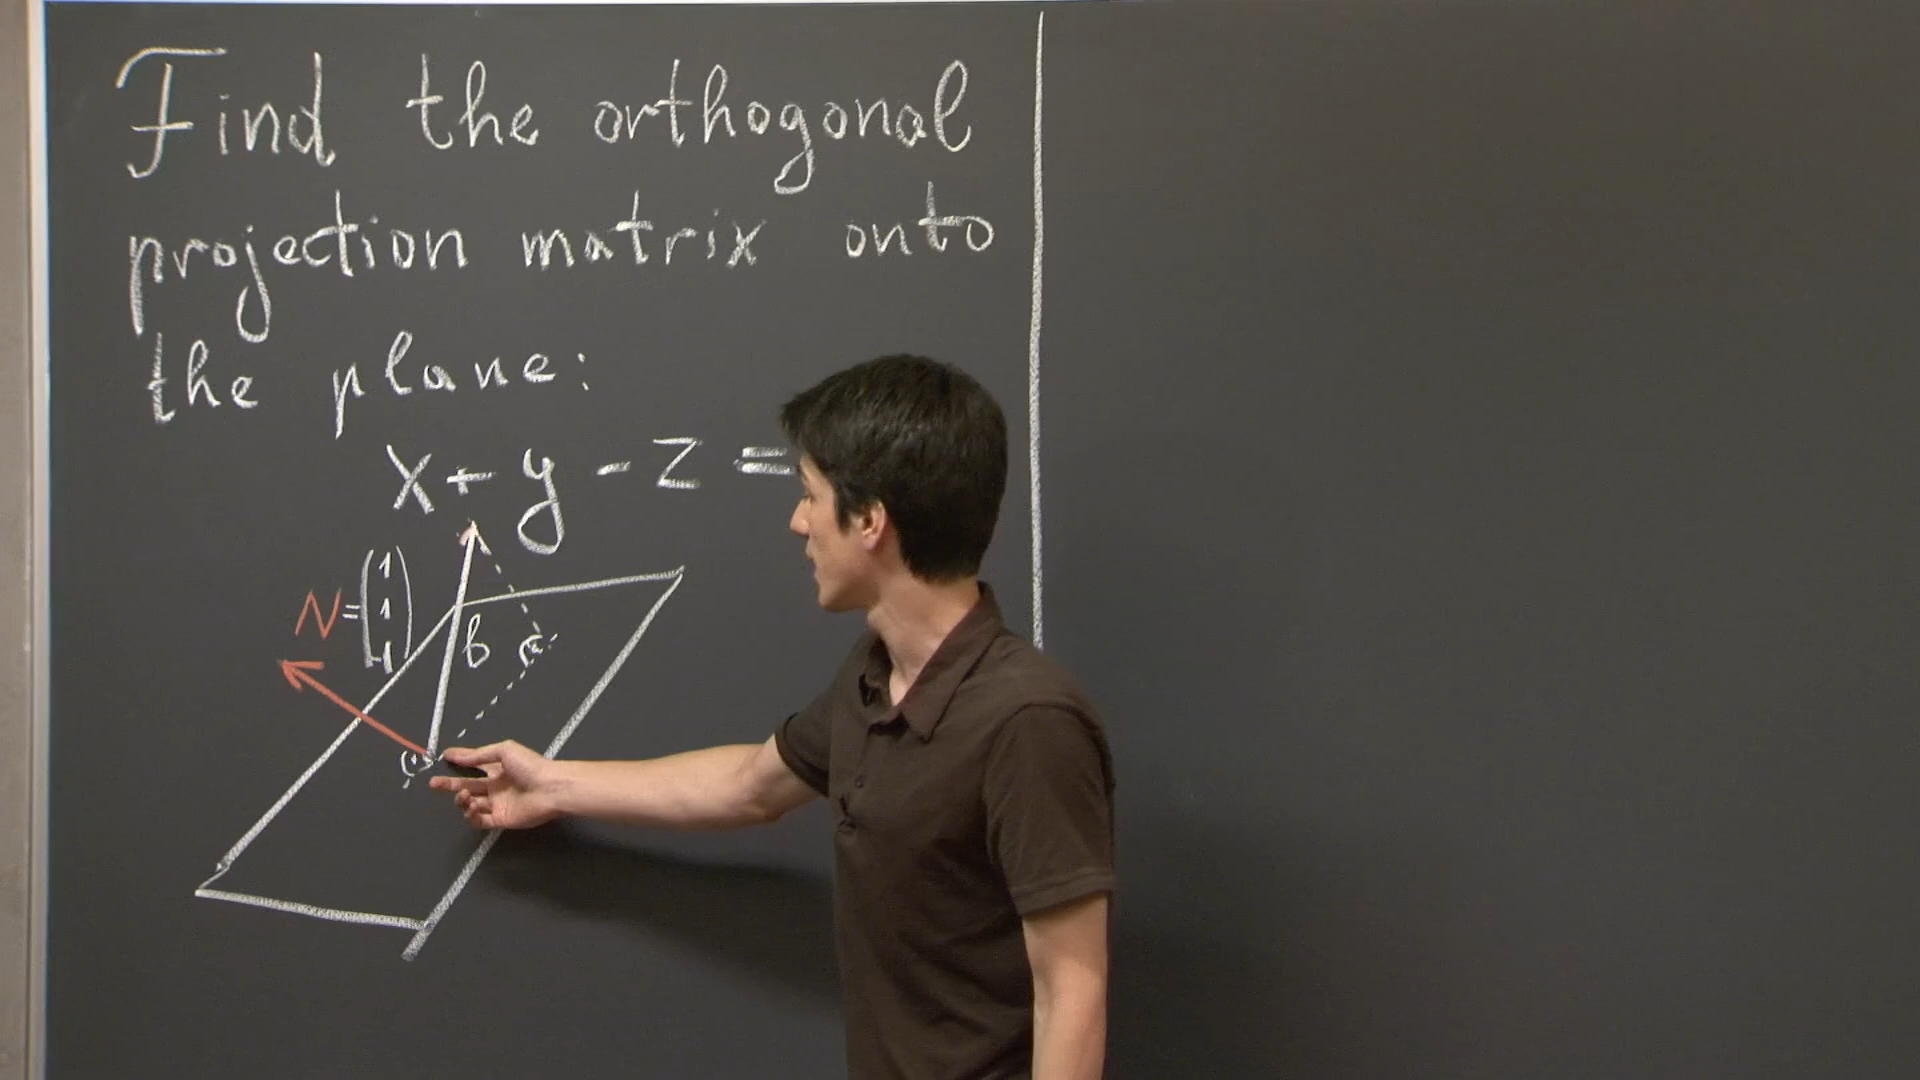 Find the orthogonal
projection matrix onto
the plane:
x + y - z =
N = (1
1
-1)
b